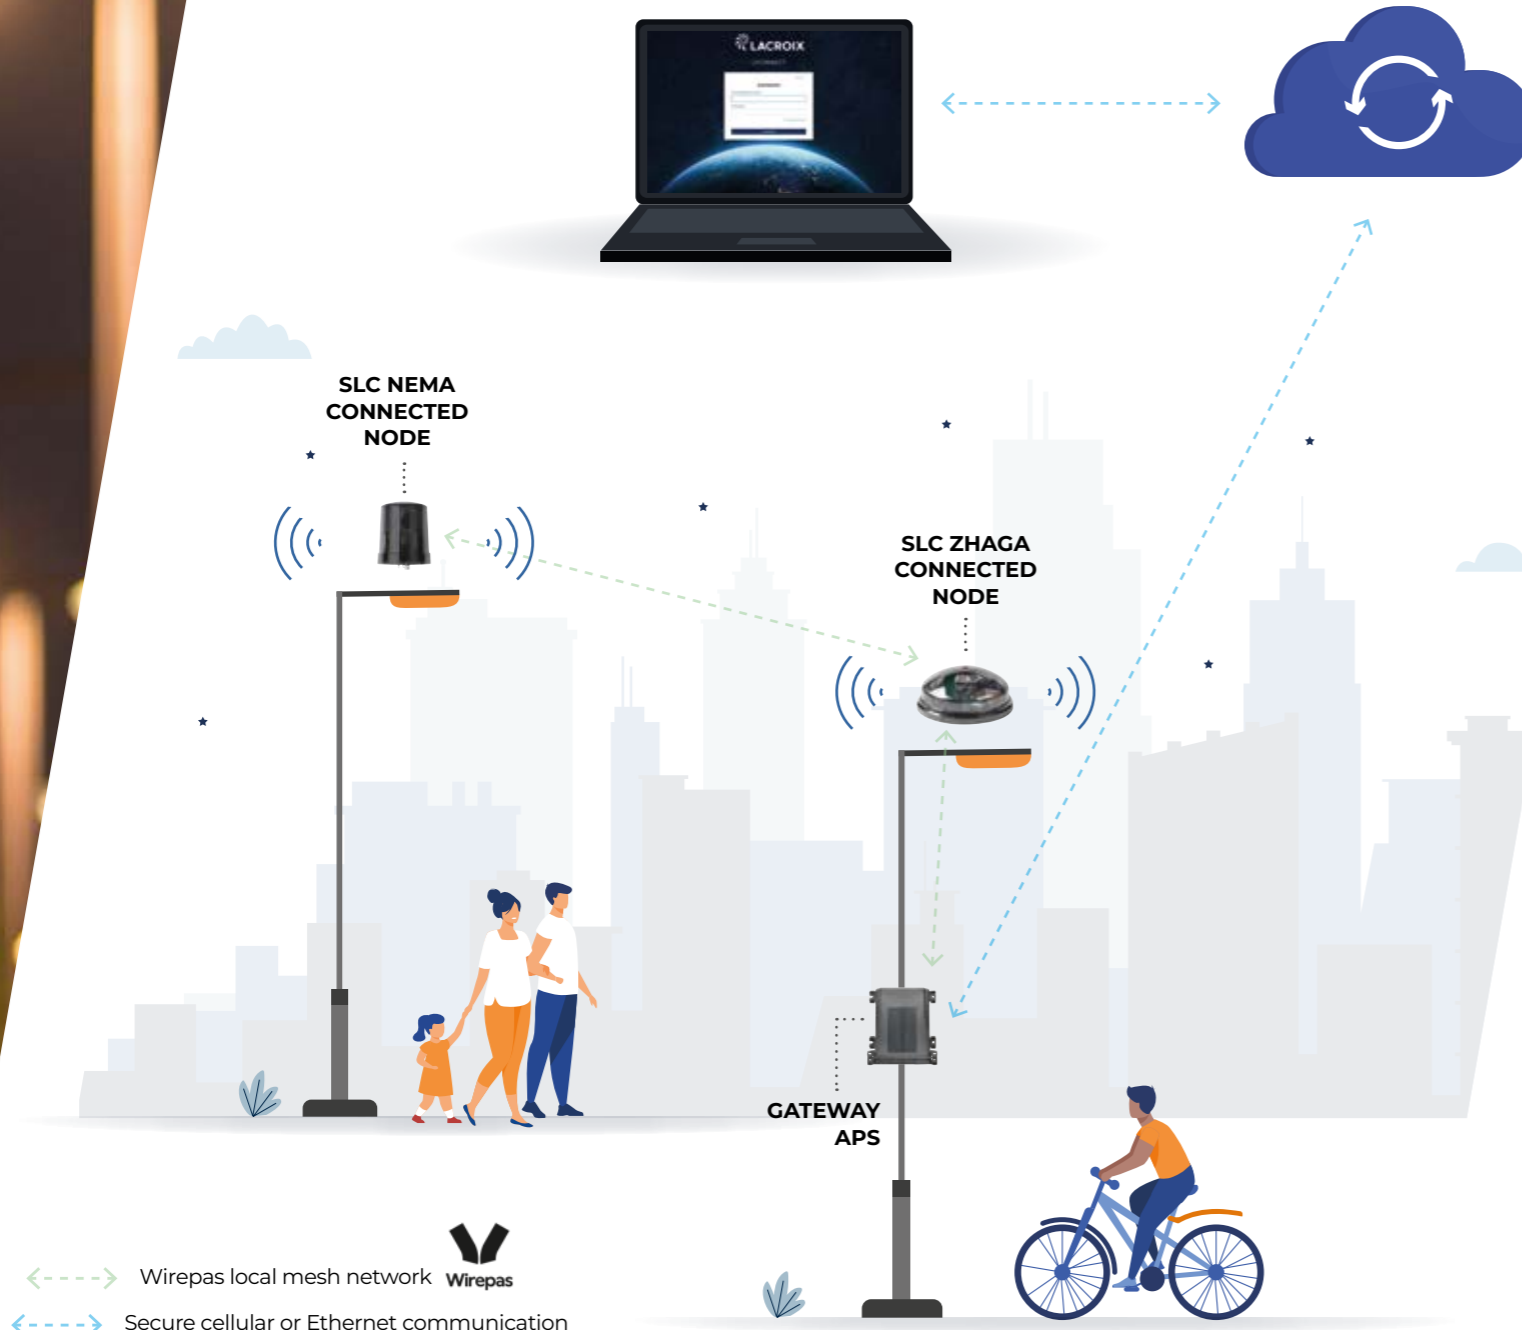 LACROIX
SLC NEMA
CONNECTED
NODE
SLC ZHAGA
CONNECTED
NODE
GATEWAY
APS
Wirepas local mesh network
Wirepas
Secure cellular or Ethernet communication